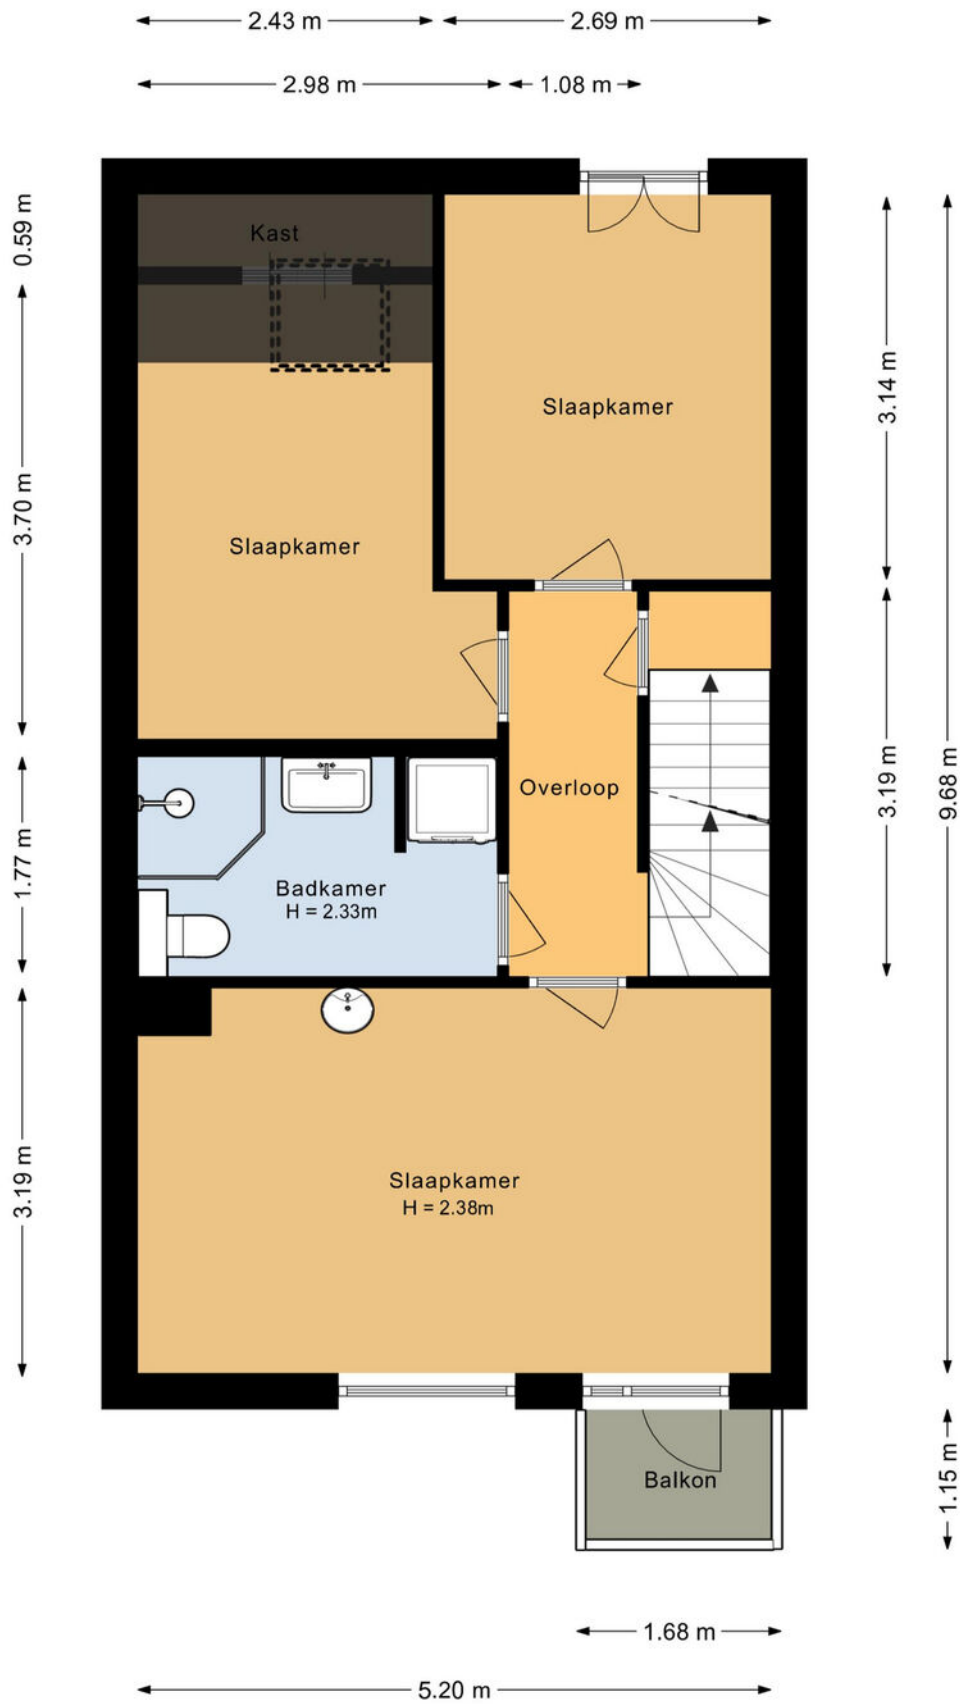 2.43 m
2.69 m
2.98 m
1.08 m
0.59 m
Kast
3.14 m
Slaapkamer
3.70 m
Slaapkamer
Overloop
3.19 m
9.68 m
1.77 m
Badkamer
H = 2.33m
3.19 m
Slaapkamer
H = 2.38m
Balkon
1.15 m
1.68 m
5.20 m